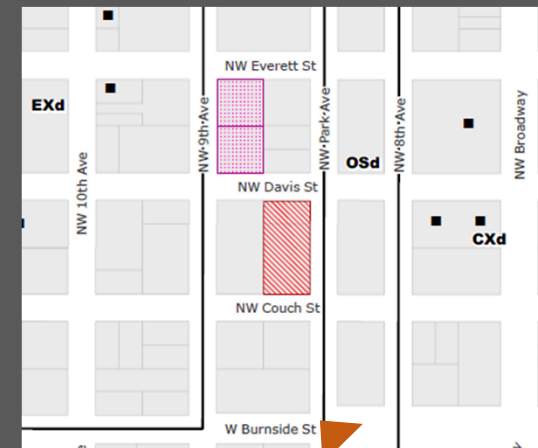 NW Everett St
EXd
NW 9th Ave
NW Park Ave
NW 8th Ave
NW Broadway
NW 10th Ave
OSd
NW Davis St
CXd
NW Couch St
W Burnside St